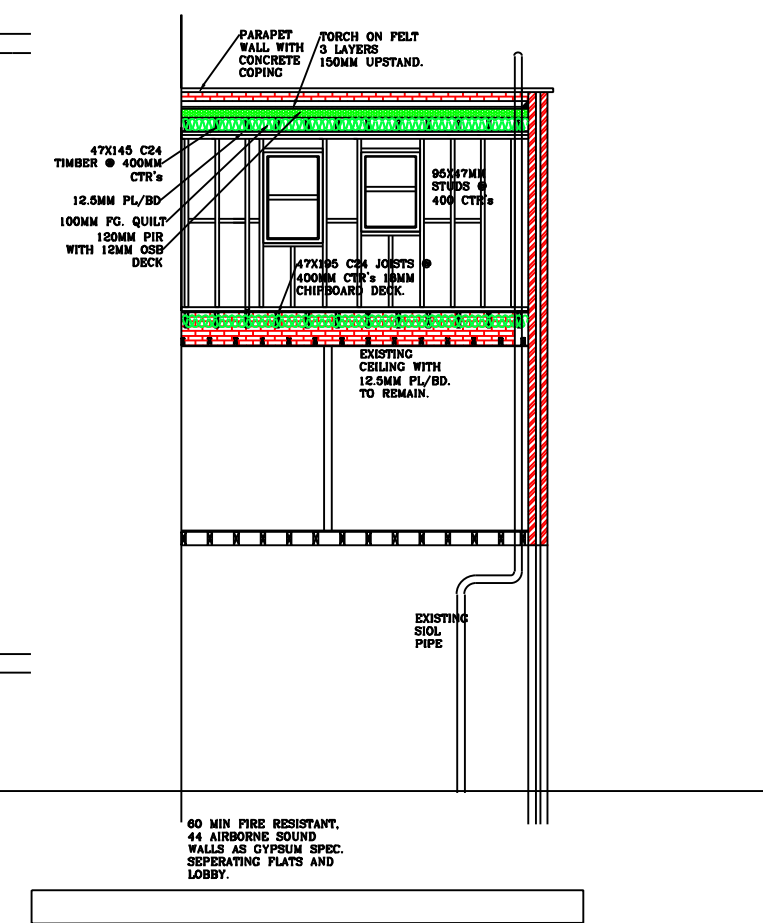 PARAPET
WALL WITH
CONCRETE
COPING
TORCH ON FELT
3 LAYERS
150MM UPSTAND.
47X145 C24
TIMBER @ 400MM
CTR's
12.5MM PL/BD
100MM FG. QUILT
120MM PIR
WITH 12MM OSB
DECK
95X47MM
STUDS @
400 CTR's
47X195 C24 JOISTS @
400MM CTR's 18MM
CHIPBOARD DECK.
EXISTING
CEILING WITH
12.5MM PL/BD.
TO REMAIN.
EXISTING
SIOL
PIPE
60 MIN FIRE RESISTANT,
44 AIRBORNE SOUND
WALLS AS GYPSUM SPEC.
SEPERATING FLATS AND
LOBBY.